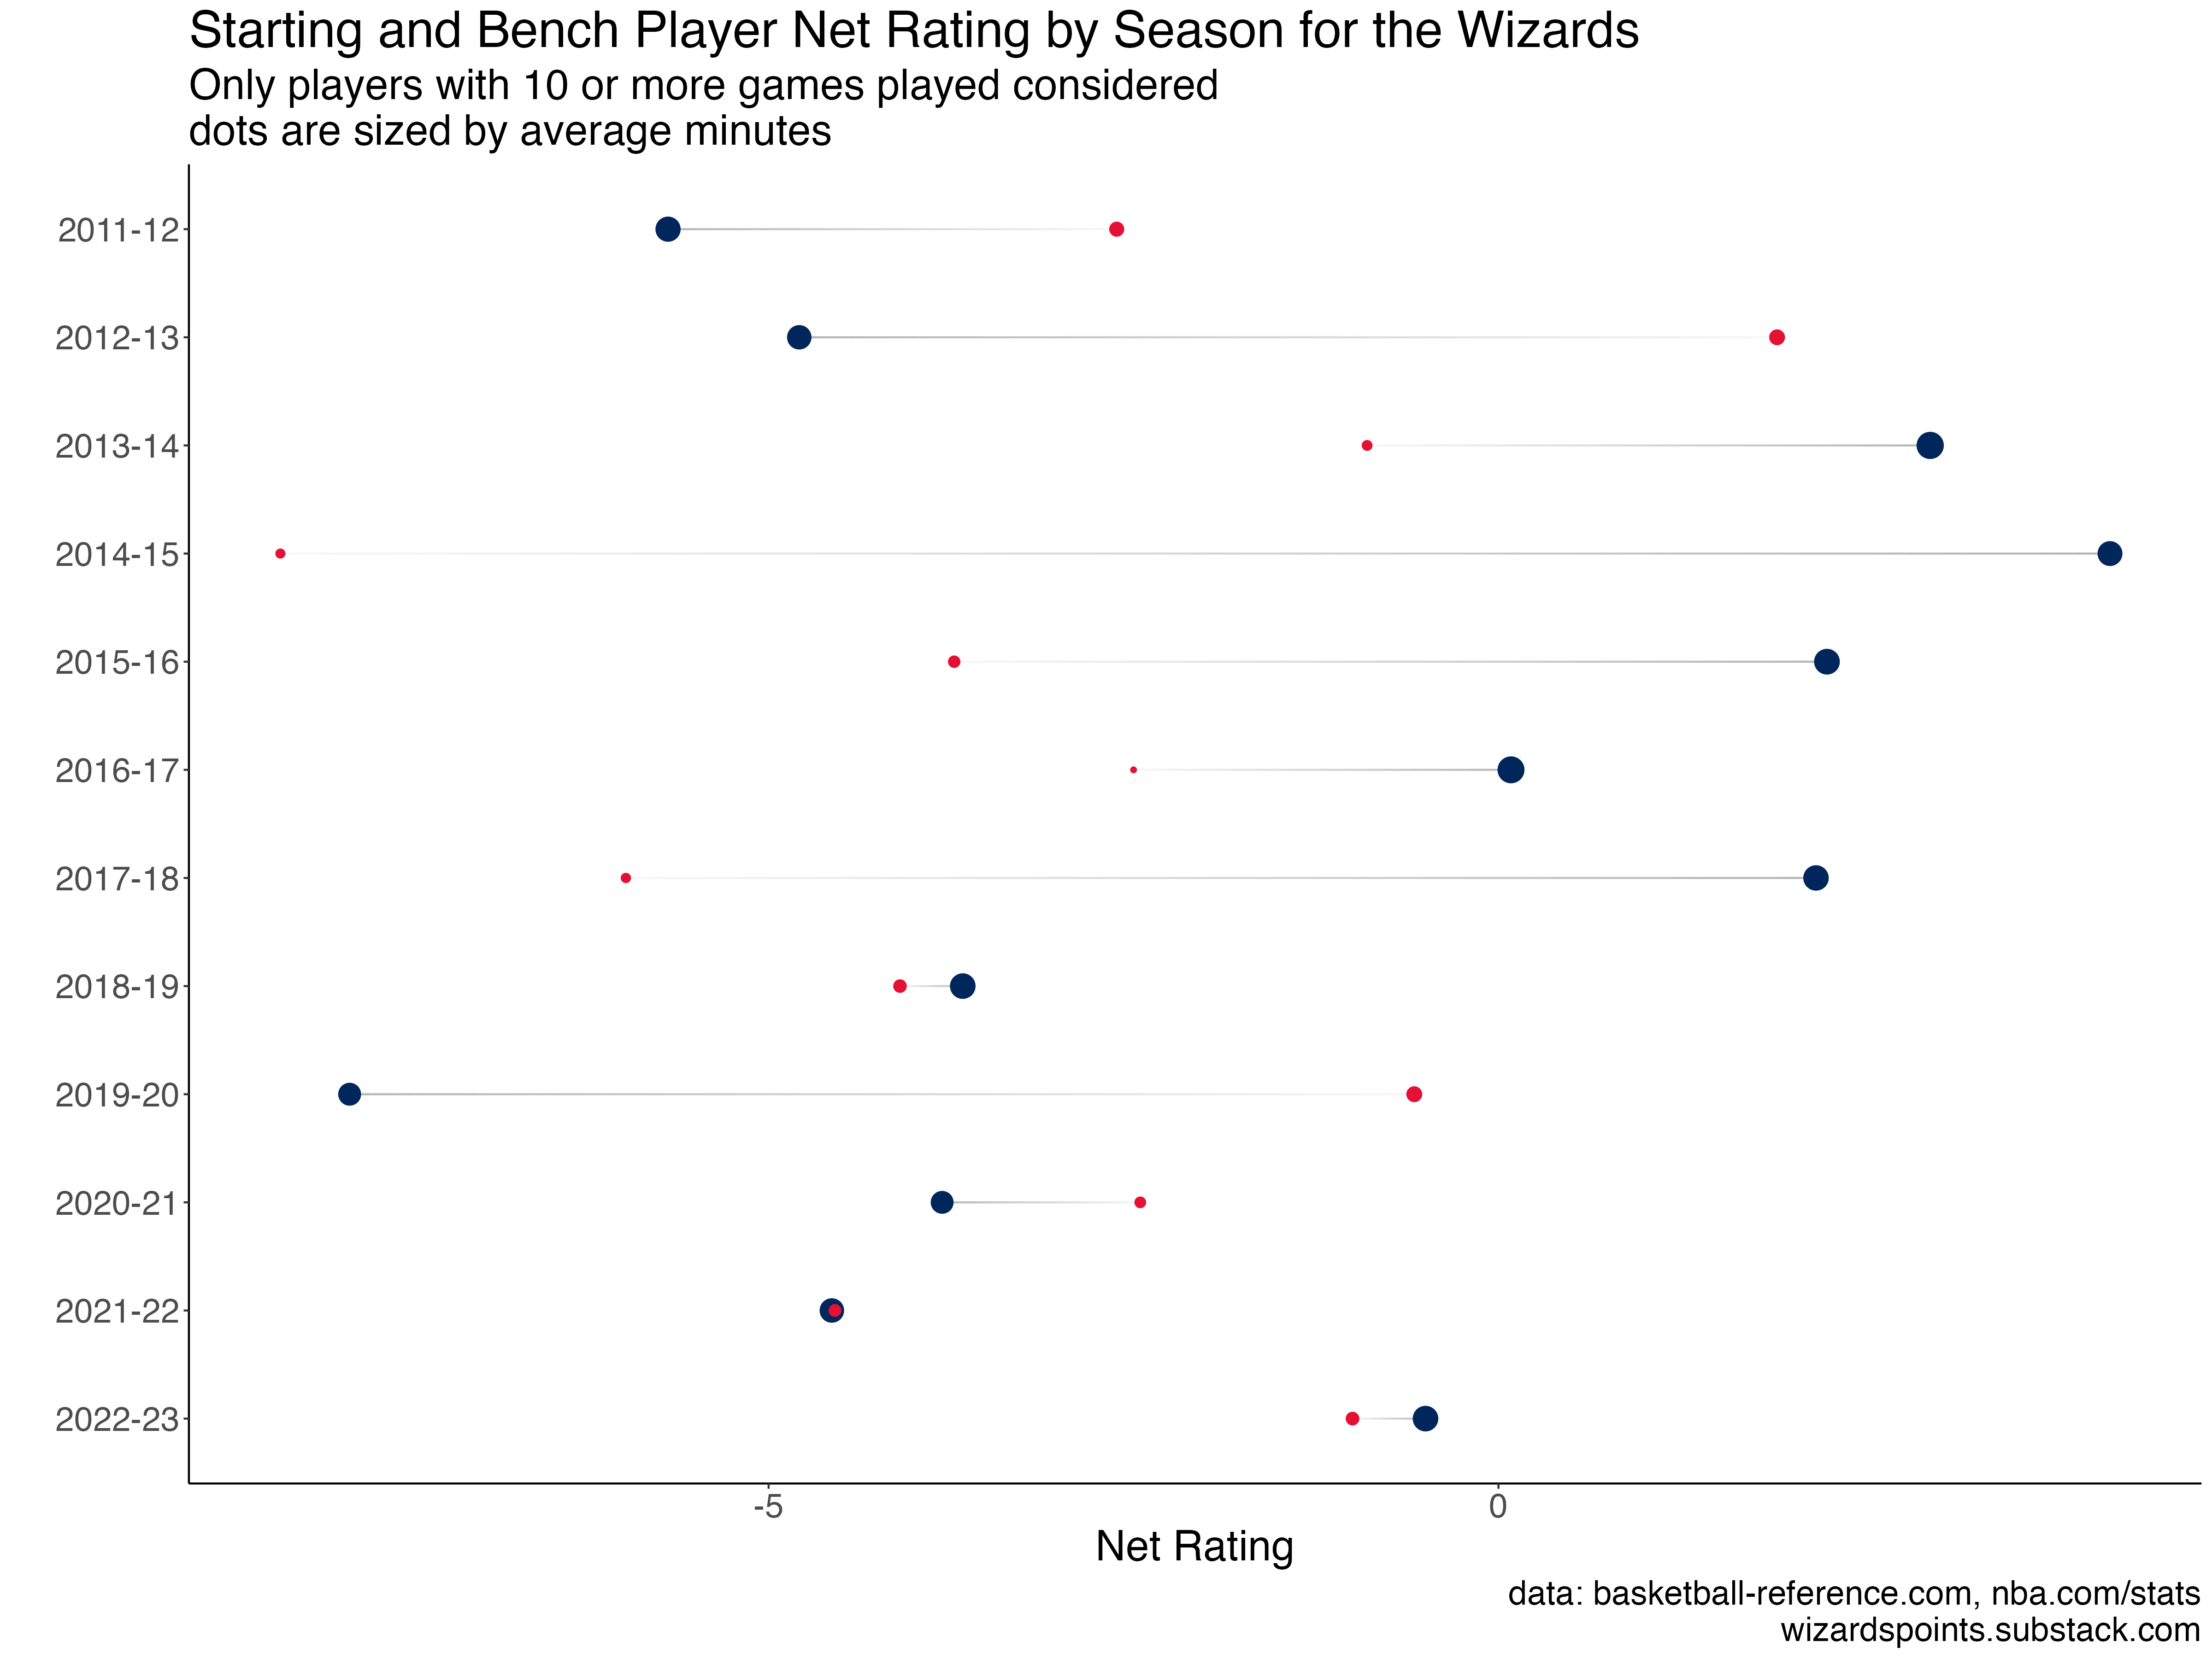 Starting and Bench Player Net Rating by Season for the Wizards
Only players with 10 or more games played considered
dots are sized by average minutes
2011-12
2012-13
2013-14
2014-15
2015-16
2016-17
2017-18
2018-19
2019-20
2020-21
2021-22
2022-23
-5
0
Net Rating
data: basketball-reference.com, nba.com/stats
wizardspoints.substack.com